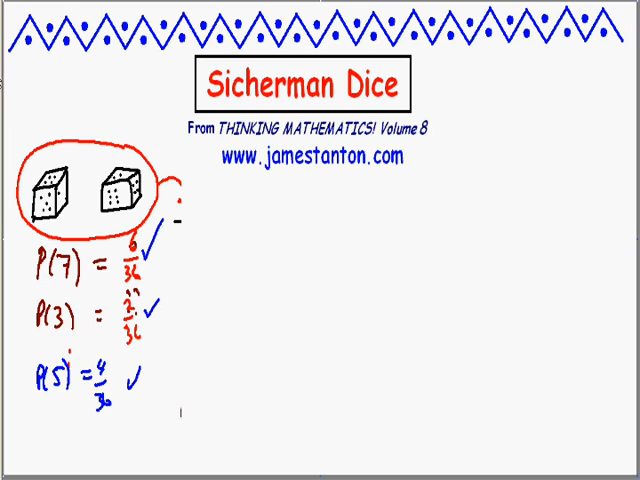 Sicherman Dice
From THINKING MATHEMATICS! Volume 8
www.jamestanton.com
P(7) = 6/36 ✓
P(3) = 2/36 ✓
P(5) = 4/36 ✓